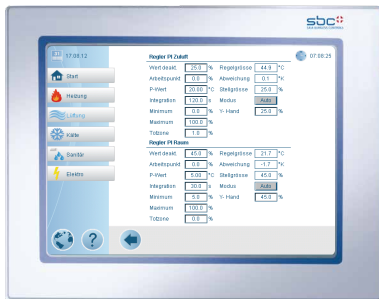 sbc
17.08.12
07:08:25
Start
Heizung
Lüftung
Kälte
Sanitär
Elektro
Regler PI Zuluft
Wert deakt. 25.0 % Regelgrösse 44.9 °C
Arbeitspunkt 0.0 % Abweichung 0.1 °K
P-Wert 20.00 °C Stellgrösse 25.0 %
Integration 120.0 s Modus Auto
Minimum 0.0 % Y- Hand 25.0 %
Maximum 100.0 %
Totzone 1.0 %
Regler PI Raum
Wert deakt. 45.0 % Regelgrösse 21.7 °C
Arbeitspunkt 0.0 % Abweichung -1.7 °K
P-Wert 5.00 °C Stellgrösse 45.0 %
Integration 30.0 s Modus Auto
Minimum 5.0 % Y- Hand 45.0 %
Maximum 100.0 %
Totzone 0.0 %
?